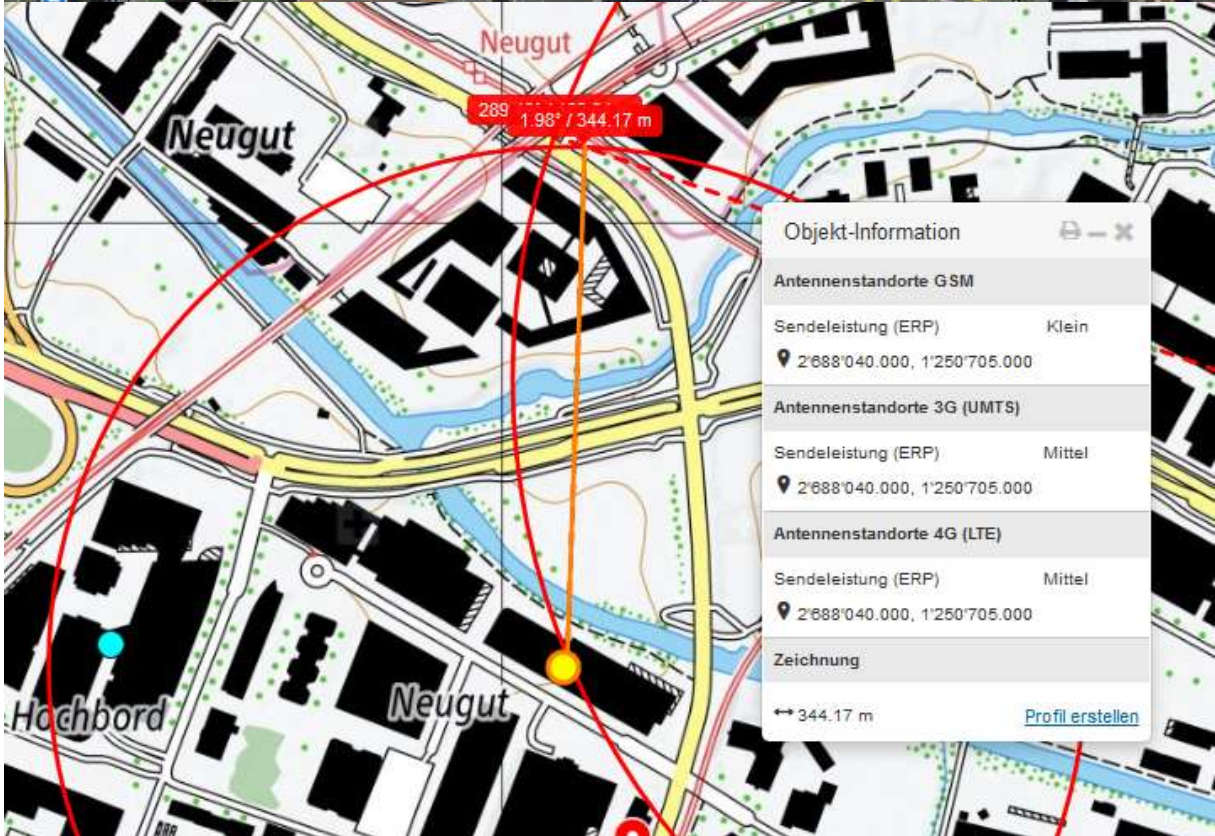 Neugut
289
1.98° / 344.17 m
Neugut
Objekt-Information
Antennenstandorte GSM
Sendeleistung (ERP) Klein
2'688'040.000, 1'250'705.000
Antennenstandorte 3G (UMTS)
Sendeleistung (ERP) Mittel
2'688'040.000, 1'250'705.000
Antennenstandorte 4G (LTE)
Sendeleistung (ERP) Mittel
2'688'040.000, 1'250'705.000
Zeichnung
344.17 m Profil erstellen
Neugut
Hochbord